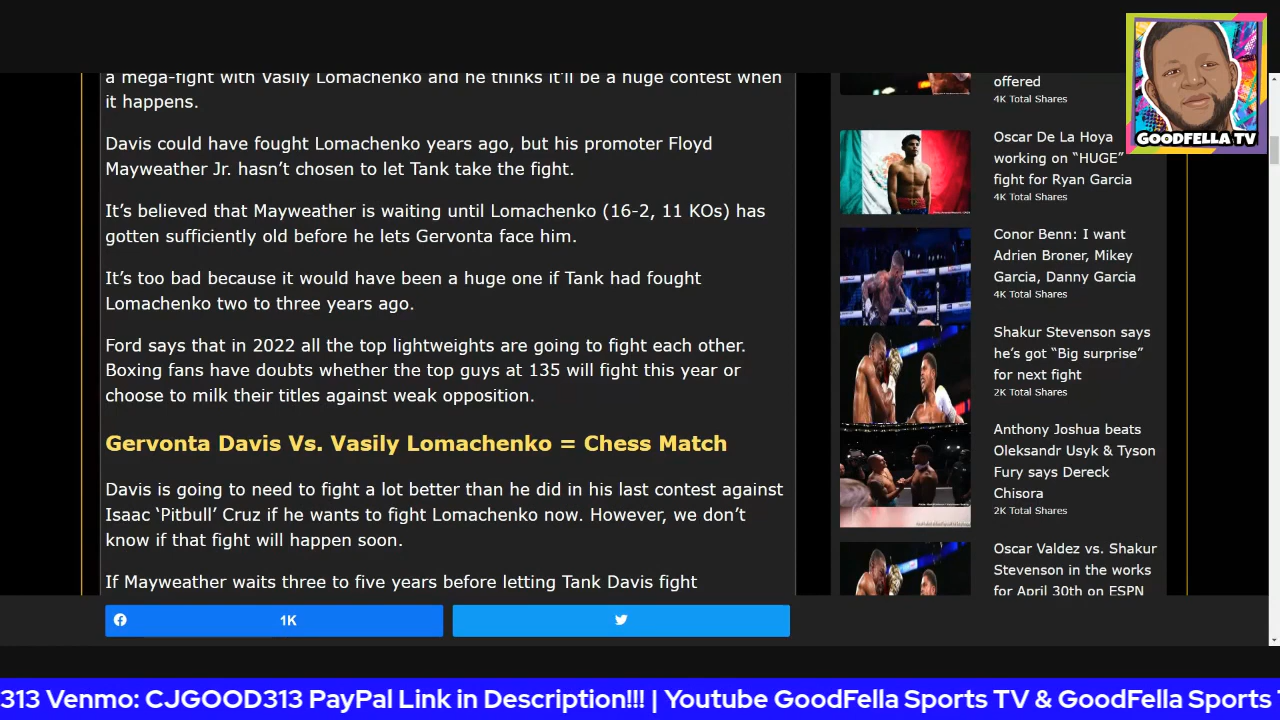 a mega-fight with Vasily Lomachenko and he thinks it'll be a huge contest when
it happens.
Davis could have fought Lomachenko years ago, but his promoter Floyd
Mayweather Jr. hasn’t chosen to let Tank take the fight.
It’s believed that Mayweather is waiting until Lomachenko (16-2, 11 KOs) has
gotten sufficiently old before he lets Gervonta face him.
It’s too bad because it would have been a huge one if Tank had fought
Lomachenko two to three years ago.
Ford says that in 2022 all the top lightweights are going to fight each other.
Boxing fans have doubts whether the top guys at 135 will fight this year or
choose to milk their titles against weak opposition.
Gervonta Davis Vs. Vasily Lomachenko = Chess Match
Davis is going to need to fight a lot better than he did in his last contest against
Isaac ‘Pitbull’ Cruz if he wants to fight Lomachenko now. However, we don’t
know if that fight will happen soon.
If Mayweather waits three to five years before letting Tank Davis fight
1K
offered
4K Total Shares
Oscar De La Hoya
working on “HUGE”
fight for Ryan Garcia
4K Total Shares
Conor Benn: I want
Adrien Broner, Mikey
Garcia, Danny Garcia
4K Total Shares
Shakur Stevenson says
he’s got “Big surprise”
for next fight
2K Total Shares
Anthony Joshua beats
Oleksandr Usyk & Tyson
Fury says Dereck
Chisora
2K Total Shares
Oscar Valdez vs. Shakur
Stevenson in the works
for April 30th on ESPN
GOODFELLA TV
313 Venmo: CJGOOD313 PayPal Link in Description!!! | Youtube GoodFella Sports TV & GoodFella Sports